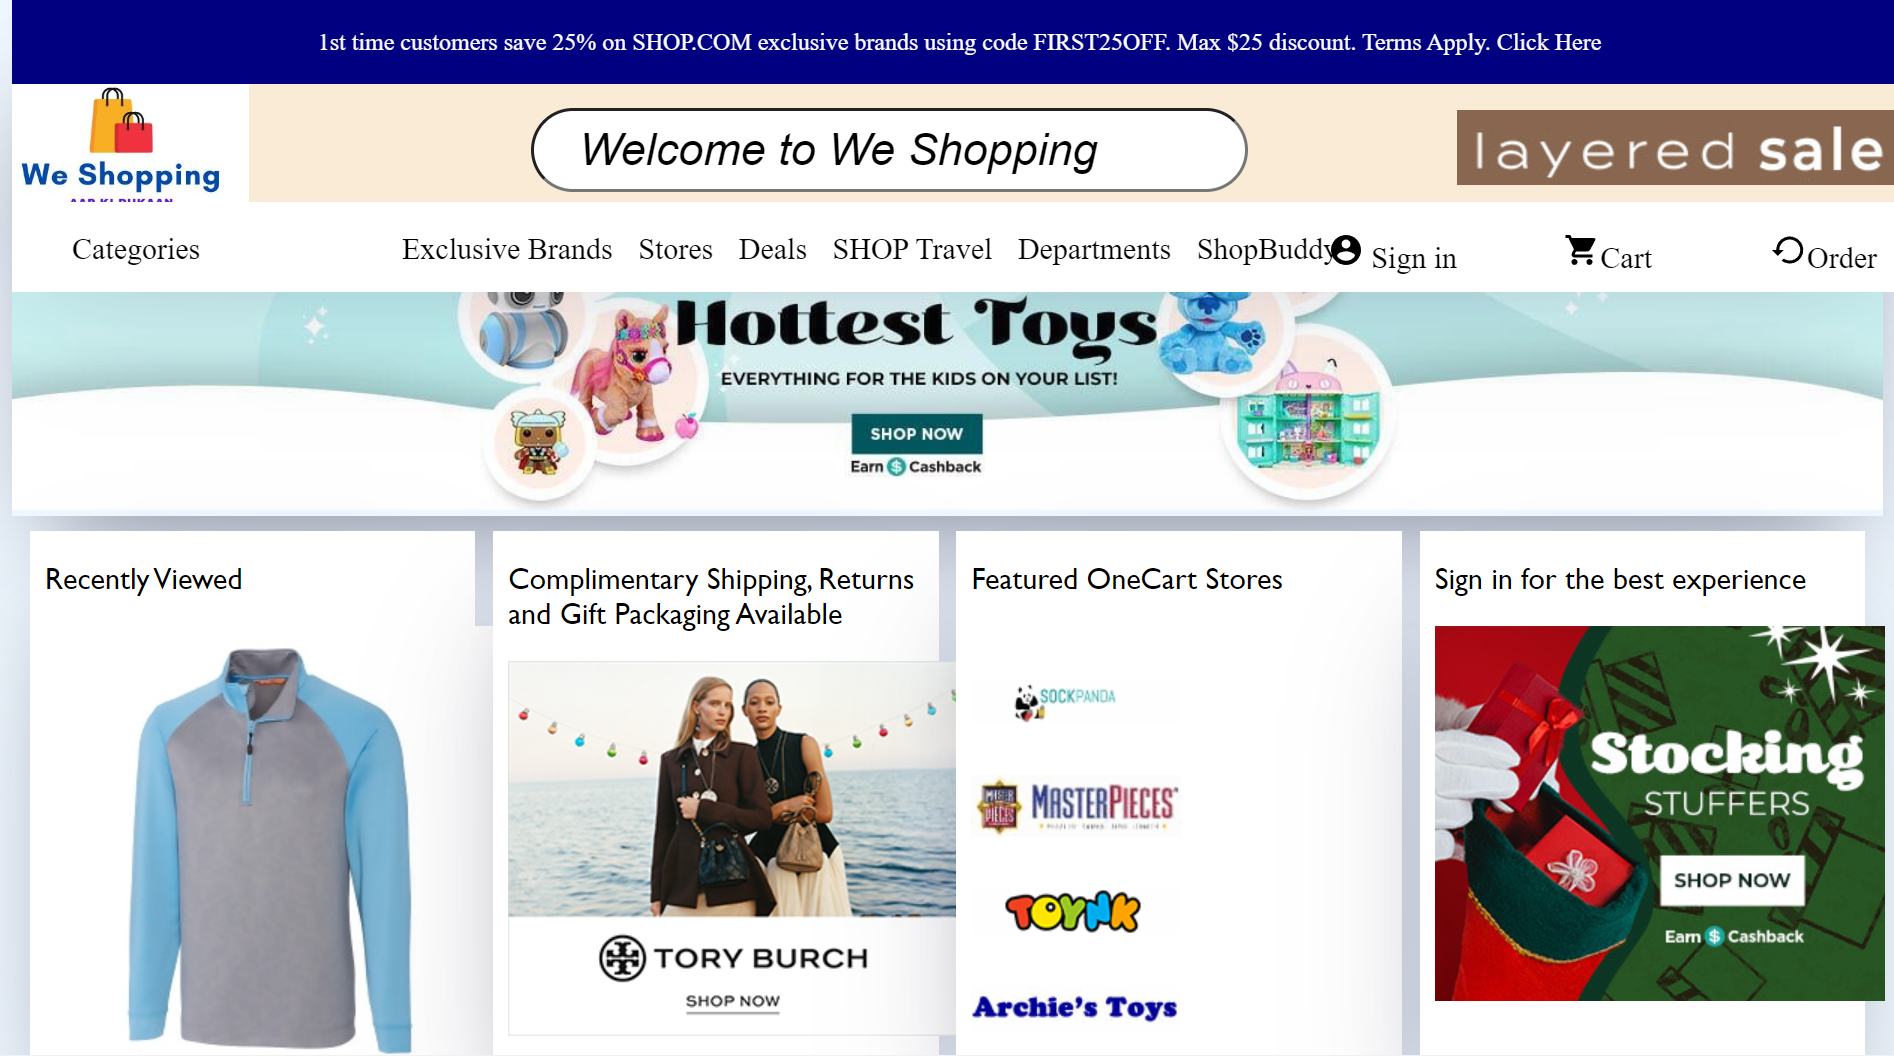 1st time customers save 25% on SHOP.COM exclusive brands using code FIRST25OFF. Max $25 discount. Terms Apply. Click Here
We Shopping
Welcome to We Shopping
layered sale
Categories
Exclusive Brands Stores Deals SHOP Travel Departments ShopBuddy
Sign in
Cart
Order
Hottest Toys
EVERYTHING FOR THE KIDS ON YOUR LIST!
SHOP NOW
Earn $ Cashback
Recently Viewed
Complimentary Shipping, Returns
and Gift Packaging Available
TORY BURCH
SHOP NOW
Featured OneCart Stores
SOCKPANDA
MASTER PIECES
MASTERPIECES
TOYNK
Archie's Toys
Sign in for the best experience
Stocking
STUFFERS
SHOP NOW
Earn $ Cashback